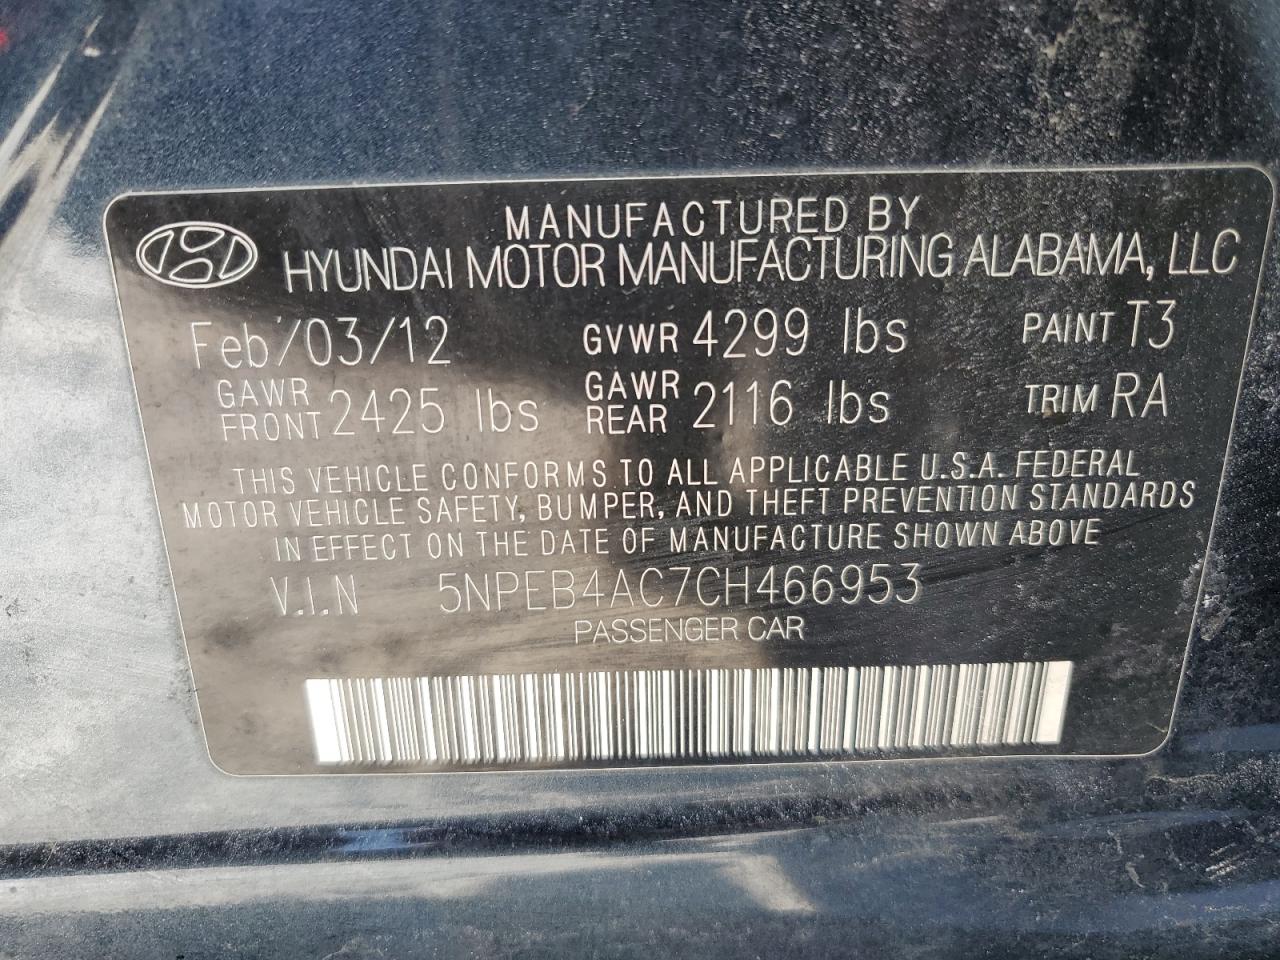 MANUFACTURED BY
HYUNDAI MOTOR MANUFACTURING ALABAMA, LLC
Feb/03/12 GVWR 4299 lbs PAINT T3
GAWR FRONT 2425 lbs GAWR REAR 2116 lbs TRIM RA
THIS VEHICLE CONFORMS TO ALL APPLICABLE U.S.A. FEDERAL
MOTOR VEHICLE SAFETY, BUMPER, AND THEFT PREVENTION STANDARDS
IN EFFECT ON THE DATE OF MANUFACTURE SHOWN ABOVE
V.I.N 5NPEB4AC7CH466953
PASSENGER CAR